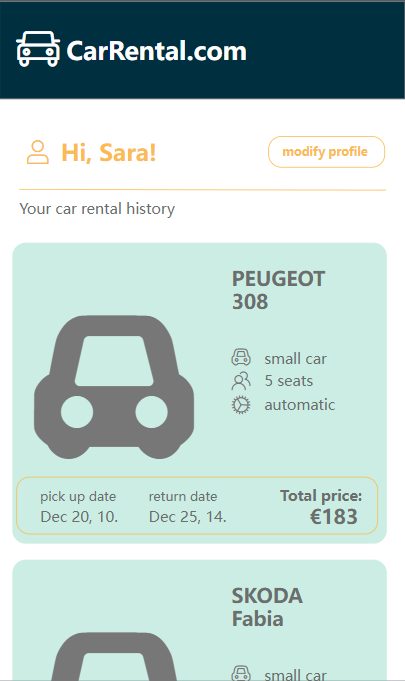 CarRental.com
Hi, Sara!
modify profile
Your car rental history
PEUGEOT
308
small car
5 seats
automatic
pick up date
Dec 20, 10.
return date
Dec 25, 14.
Total price:
€183
SKODA
Fabia
small car